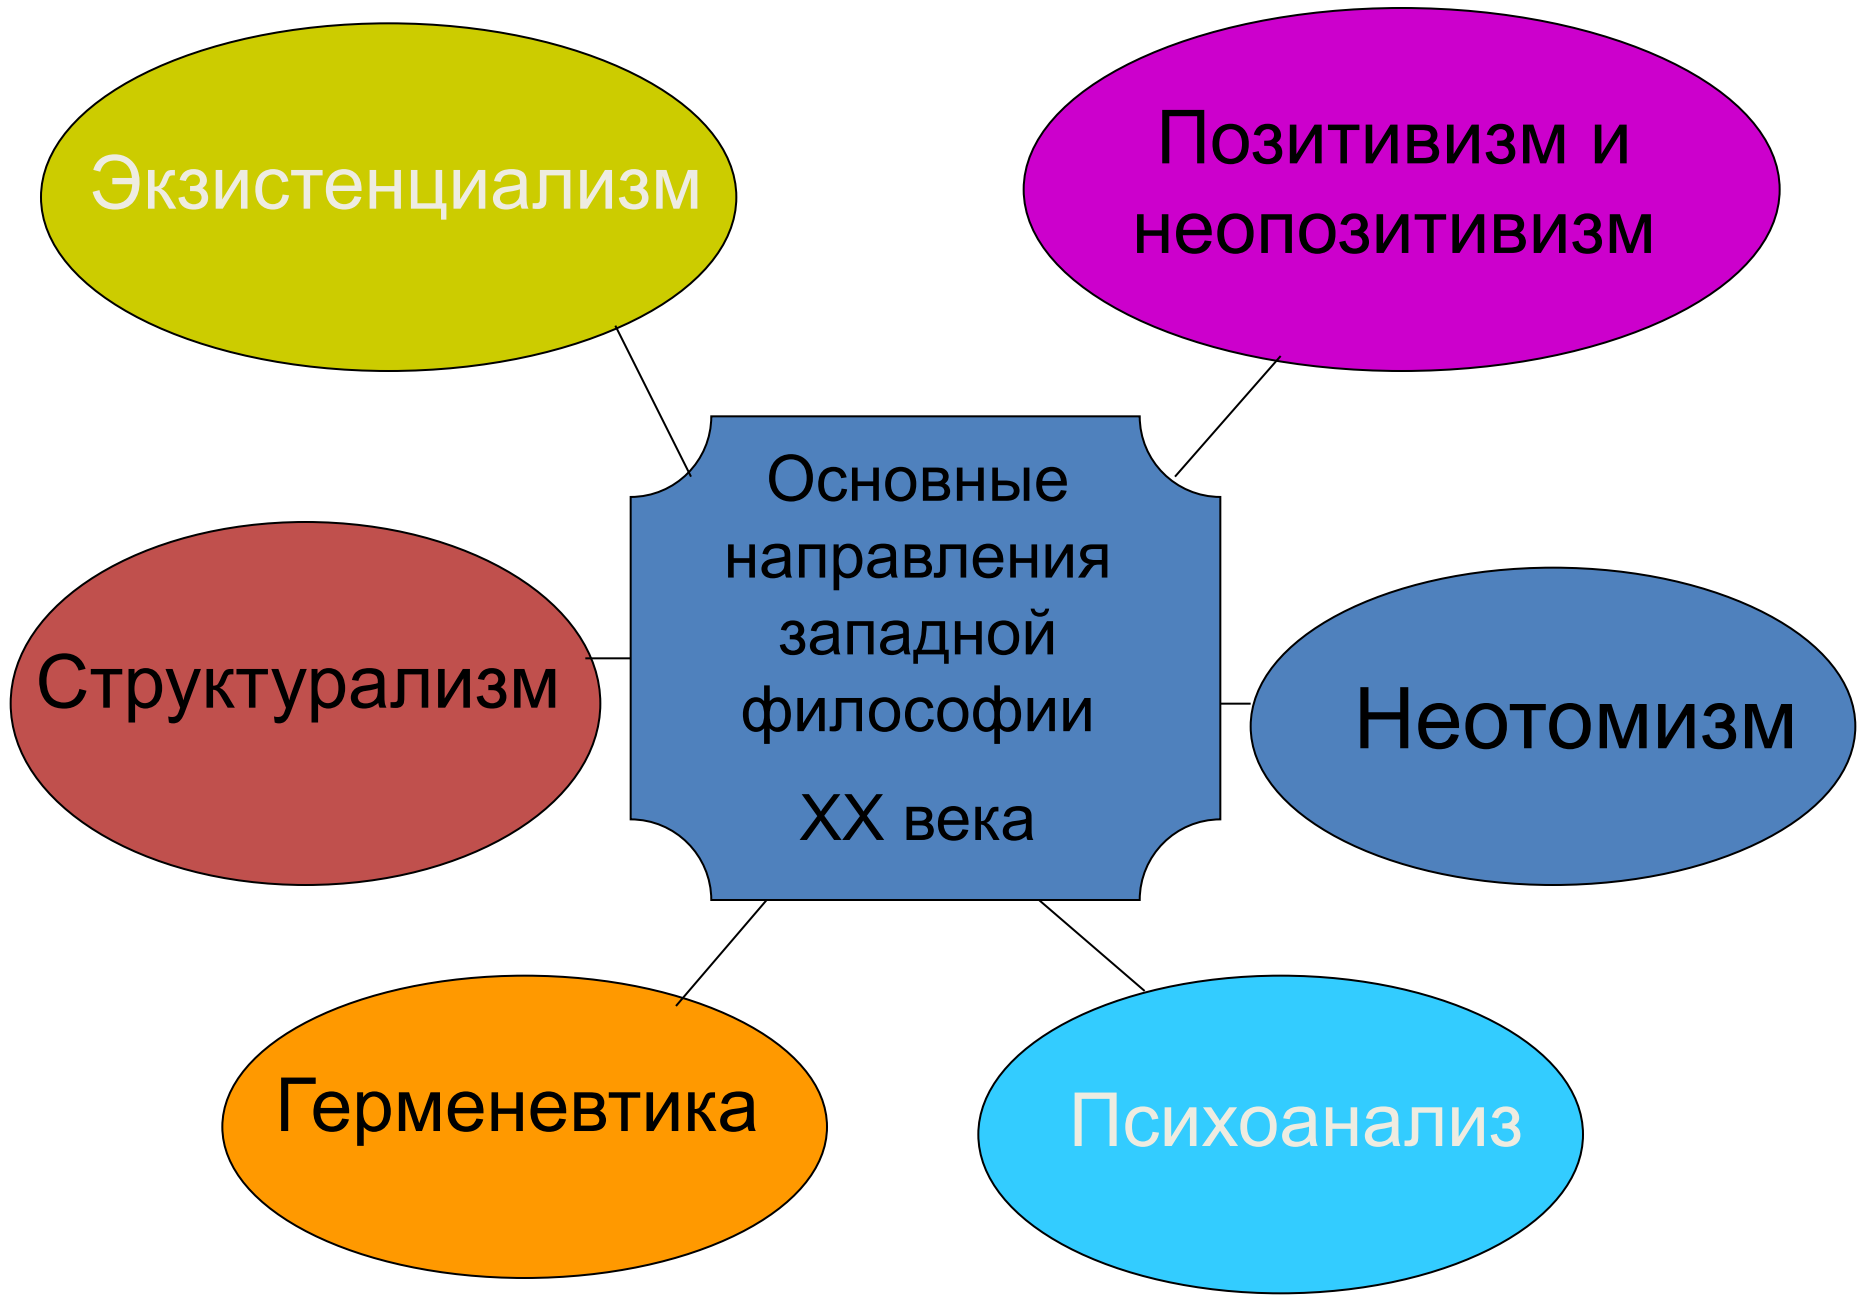 Экзистенциализм
Позитивизм и
неопозитивизм
Основные
направления
западной
философии
XX века
Структурализм
Неотомизм
Герменевтика
Психоанализ